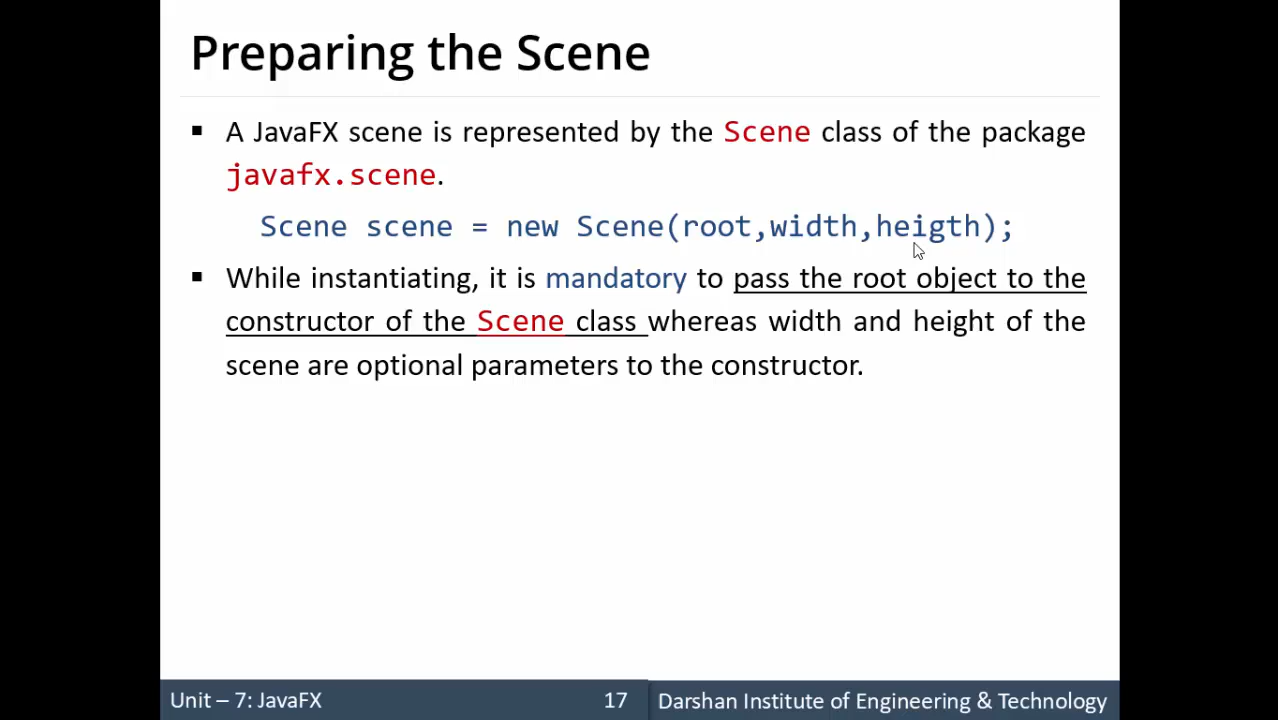 Preparing the Scene
▪ A JavaFX scene is represented by the Scene class of the package
javafx.scene.
Scene scene = new Scene(root,width,heigth);
▪ While instantiating, it is mandatory to pass the root object to the
constructor of the Scene class whereas width and height of the
scene are optional parameters to the constructor.
Unit – 7: JavaFX 17 Darshan Institute of Engineering & Technology